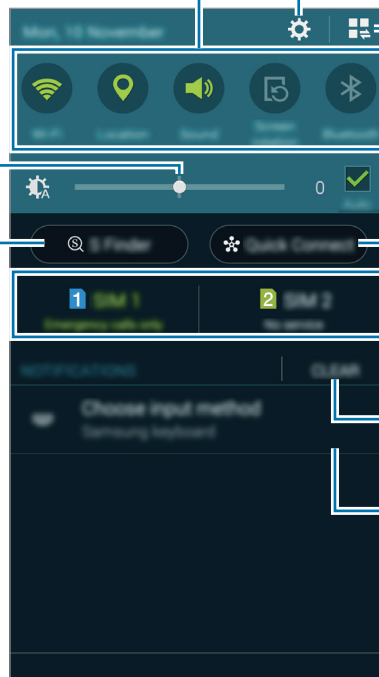 Mon, 10 November
Wi-Fi Location Sound Screen rotation Bluetooth
A 0
Auto
S Finder Quick Connect
1 SIM 1 2 SIM 2
Emergency calls only No service
NOTIFICATIONS CLEAR
Choose input method
Samsung keyboard